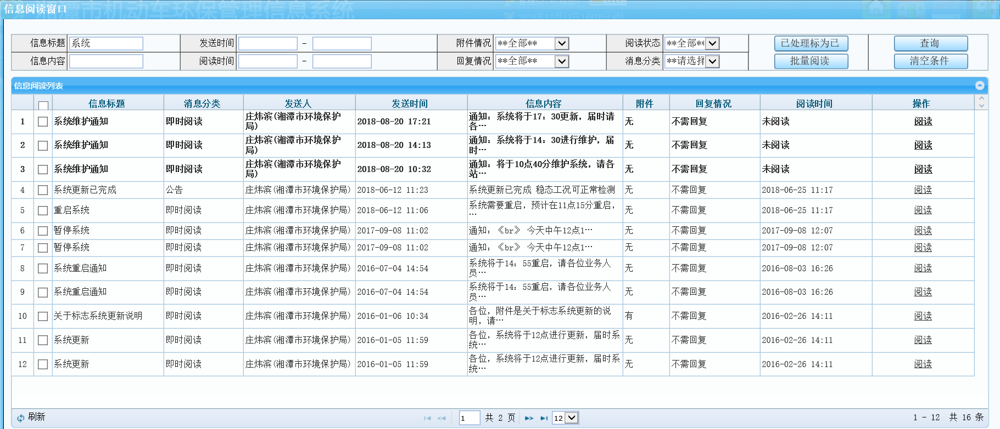 信息阅读窗口
湘潭市机动车环保管理信息系统
2018年12月13日14时6分4秒
信息标题 系统 发送时间 - 附件情况 **全部** 阅读状态 **全部** 已处理标为已 查询
信息内容 阅读时间 - 回复情况 **全部** 消息分类 **请选择 批量阅读 清空条件
信息阅读列表
信息标题 消息分类 发送人 发送时间 信息内容 附件 回复情况 阅读时间 操作
1 系统维护通知 即时阅读 庄炜滨(湘潭市环境保护局) 2018-08-20 17:21 通知：系统将于17：30更新，届时请各… 无 不需回复 未阅读 阅读
2 系统维护通知 即时阅读 庄炜滨(湘潭市环境保护局) 2018-08-20 14:13 通知：系统将于14：30进行维护，届时… 无 不需回复 未阅读 阅读
3 系统维护通知 即时阅读 庄炜滨(湘潭市环境保护局) 2018-08-20 10:32 通知：将于10点40分维护系统，请各站… 无 不需回复 未阅读 阅读
4 系统更新已完成 公告 庄炜滨(湘潭市环境保护局) 2018-06-12 11:23 系统更新已完成 稳态工况可正常检测 无 不需回复 2018-06-25 11:17 阅读
5 重启系统 即时阅读 庄炜滨(湘潭市环境保护局) 2018-06-12 11:06 系统需要重启，预计在11点15分重启，… 无 不需回复 2018-06-25 11:17 阅读
6 暂停系统 即时阅读 庄炜滨(湘潭市环境保护局) 2017-09-08 11:02 通知：《br》 今天中午12点1… 无 不需回复 2017-09-08 12:07 阅读
7 暂停系统 即时阅读 庄炜滨(湘潭市环境保护局) 2017-09-08 11:02 通知：《br》 今天中午12点1… 无 不需回复 2017-09-08 12:07 阅读
8 系统重启通知 即时阅读 庄炜滨(湘潭市环境保护局) 2016-07-04 14:54 系统将于14：55重启，请各位业务人员… 无 不需回复 2016-08-03 16:26 阅读
9 系统重启通知 即时阅读 庄炜滨(湘潭市环境保护局) 2016-07-04 14:54 系统将于14：55重启，请各位业务人员… 无 不需回复 2016-08-03 16:26 阅读
10 关于标志系统更新说明 即时阅读 庄炜滨(湘潭市环境保护局) 2016-01-06 10:34 各位，附件是关于标志系统更新的说明，请… 有 不需回复 2016-02-26 14:11 阅读
11 系统更新 即时阅读 庄炜滨(湘潭市环境保护局) 2016-01-05 11:59 各位，系统将于12点进行更新，届时系统… 无 不需回复 2016-02-26 14:11 阅读
12 系统更新 即时阅读 庄炜滨(湘潭市环境保护局) 2016-01-05 11:59 各位，系统将于12点进行更新，届时系统… 无 不需回复 2016-02-26 14:11 阅读
刷新 1 共 2 页 12 1 - 12 共 16 条